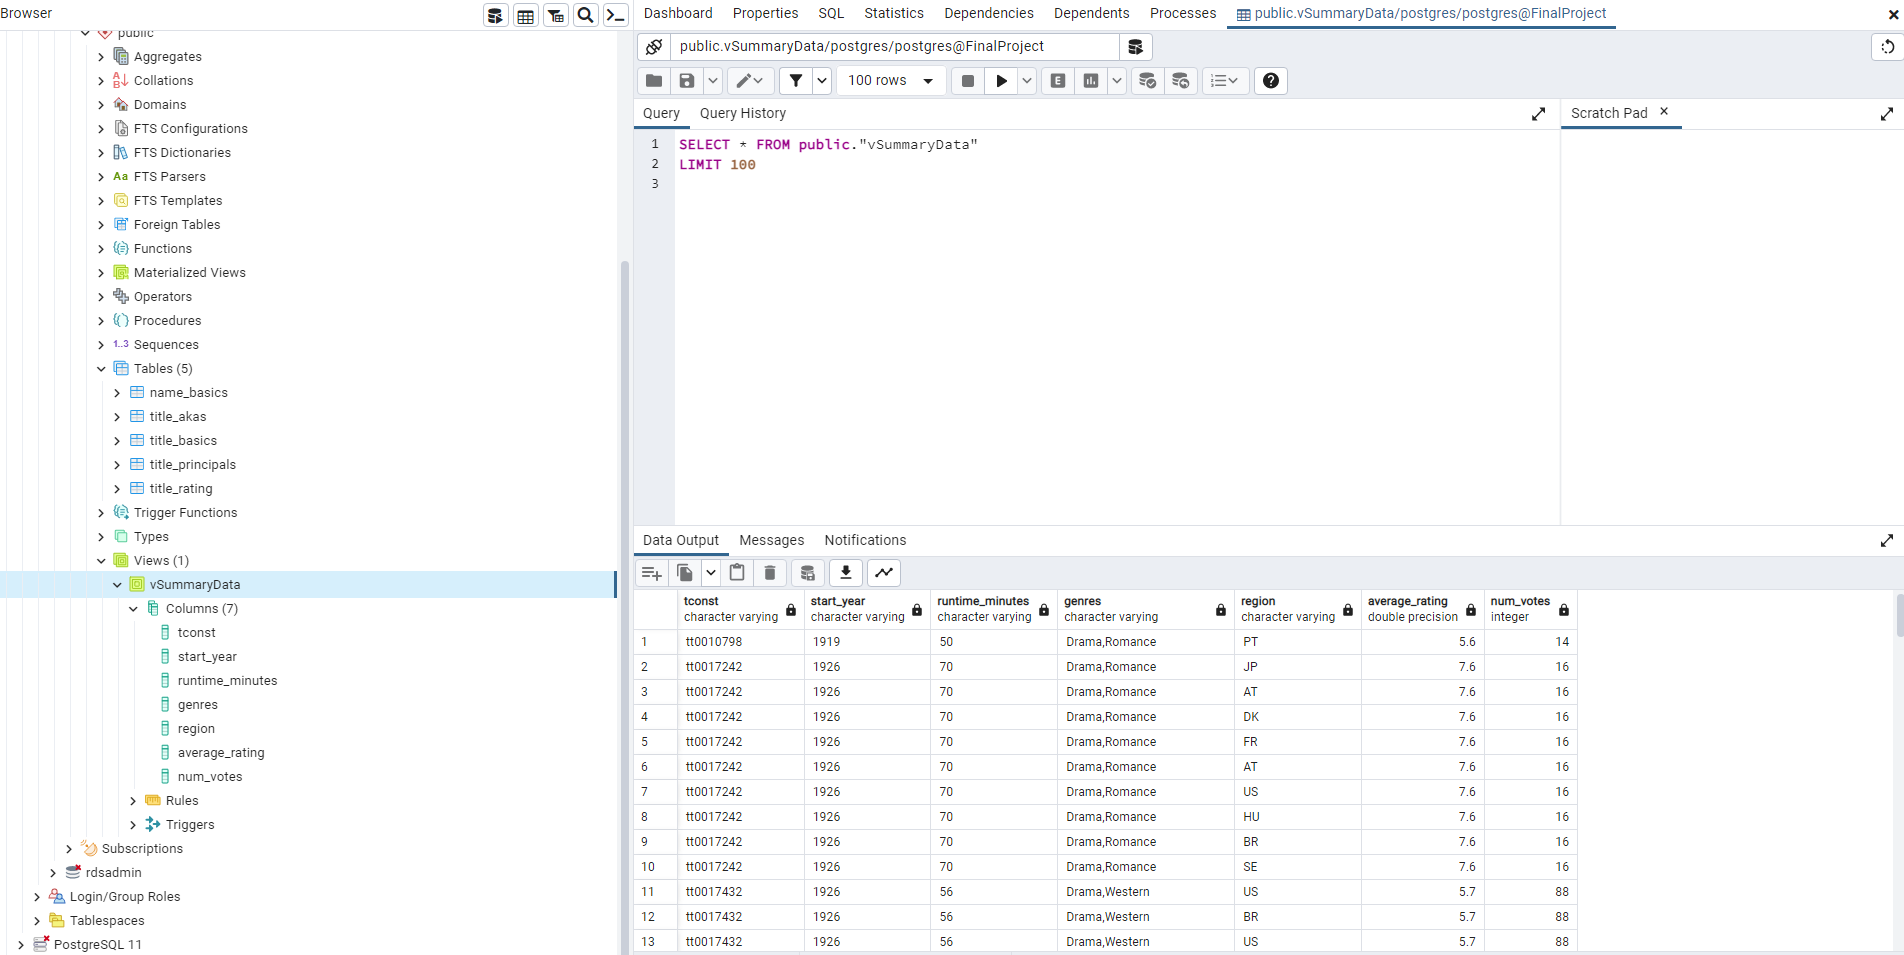 Browser
public
Aggregates
Collations
Domains
FTS Configurations
FTS Dictionaries
Aa FTS Parsers
FTS Templates
Foreign Tables
Functions
Materialized Views
Operators
Procedures
1..3 Sequences
Tables (5)
name_basics
title_akas
title_basics
title_principals
title_rating
Trigger Functions
Types
Views (1)
vSummaryData
Columns (7)
tconst
start_year
runtime_minutes
genres
region
average_rating
num_votes
Rules
Triggers
Subscriptions
rdsadmin
Login/Group Roles
Tablespaces
PostgreSQL 11
Dashboard Properties SQL Statistics Dependencies Dependents Processes public.vSummaryData/postgres/postgres@FinalProject
public.vSummaryData/postgres/postgres@FinalProject
100 rows E
Query Query History
1 SELECT * FROM public."vSummaryData"
2 LIMIT 100
3
Scratch Pad
Data Output Messages Notifications
tconst start_year runtime_minutes genres region average_rating num_votes
character varying character varying character varying character varying character varying double precision integer
1 tt0010798 1919 50 Drama,Romance PT 5.6 14
2 tt0017242 1926 70 Drama,Romance JP 7.6 16
3 tt0017242 1926 70 Drama,Romance AT 7.6 16
4 tt0017242 1926 70 Drama,Romance DK 7.6 16
5 tt0017242 1926 70 Drama,Romance FR 7.6 16
6 tt0017242 1926 70 Drama,Romance AT 7.6 16
7 tt0017242 1926 70 Drama,Romance US 7.6 16
8 tt0017242 1926 70 Drama,Romance HU 7.6 16
9 tt0017242 1926 70 Drama,Romance BR 7.6 16
10 tt0017242 1926 70 Drama,Romance SE 7.6 16
11 tt0017432 1926 56 Drama,Western US 5.7 88
12 tt0017432 1926 56 Drama,Western BR 5.7 88
13 tt0017432 1926 56 Drama,Western US 5.7 88